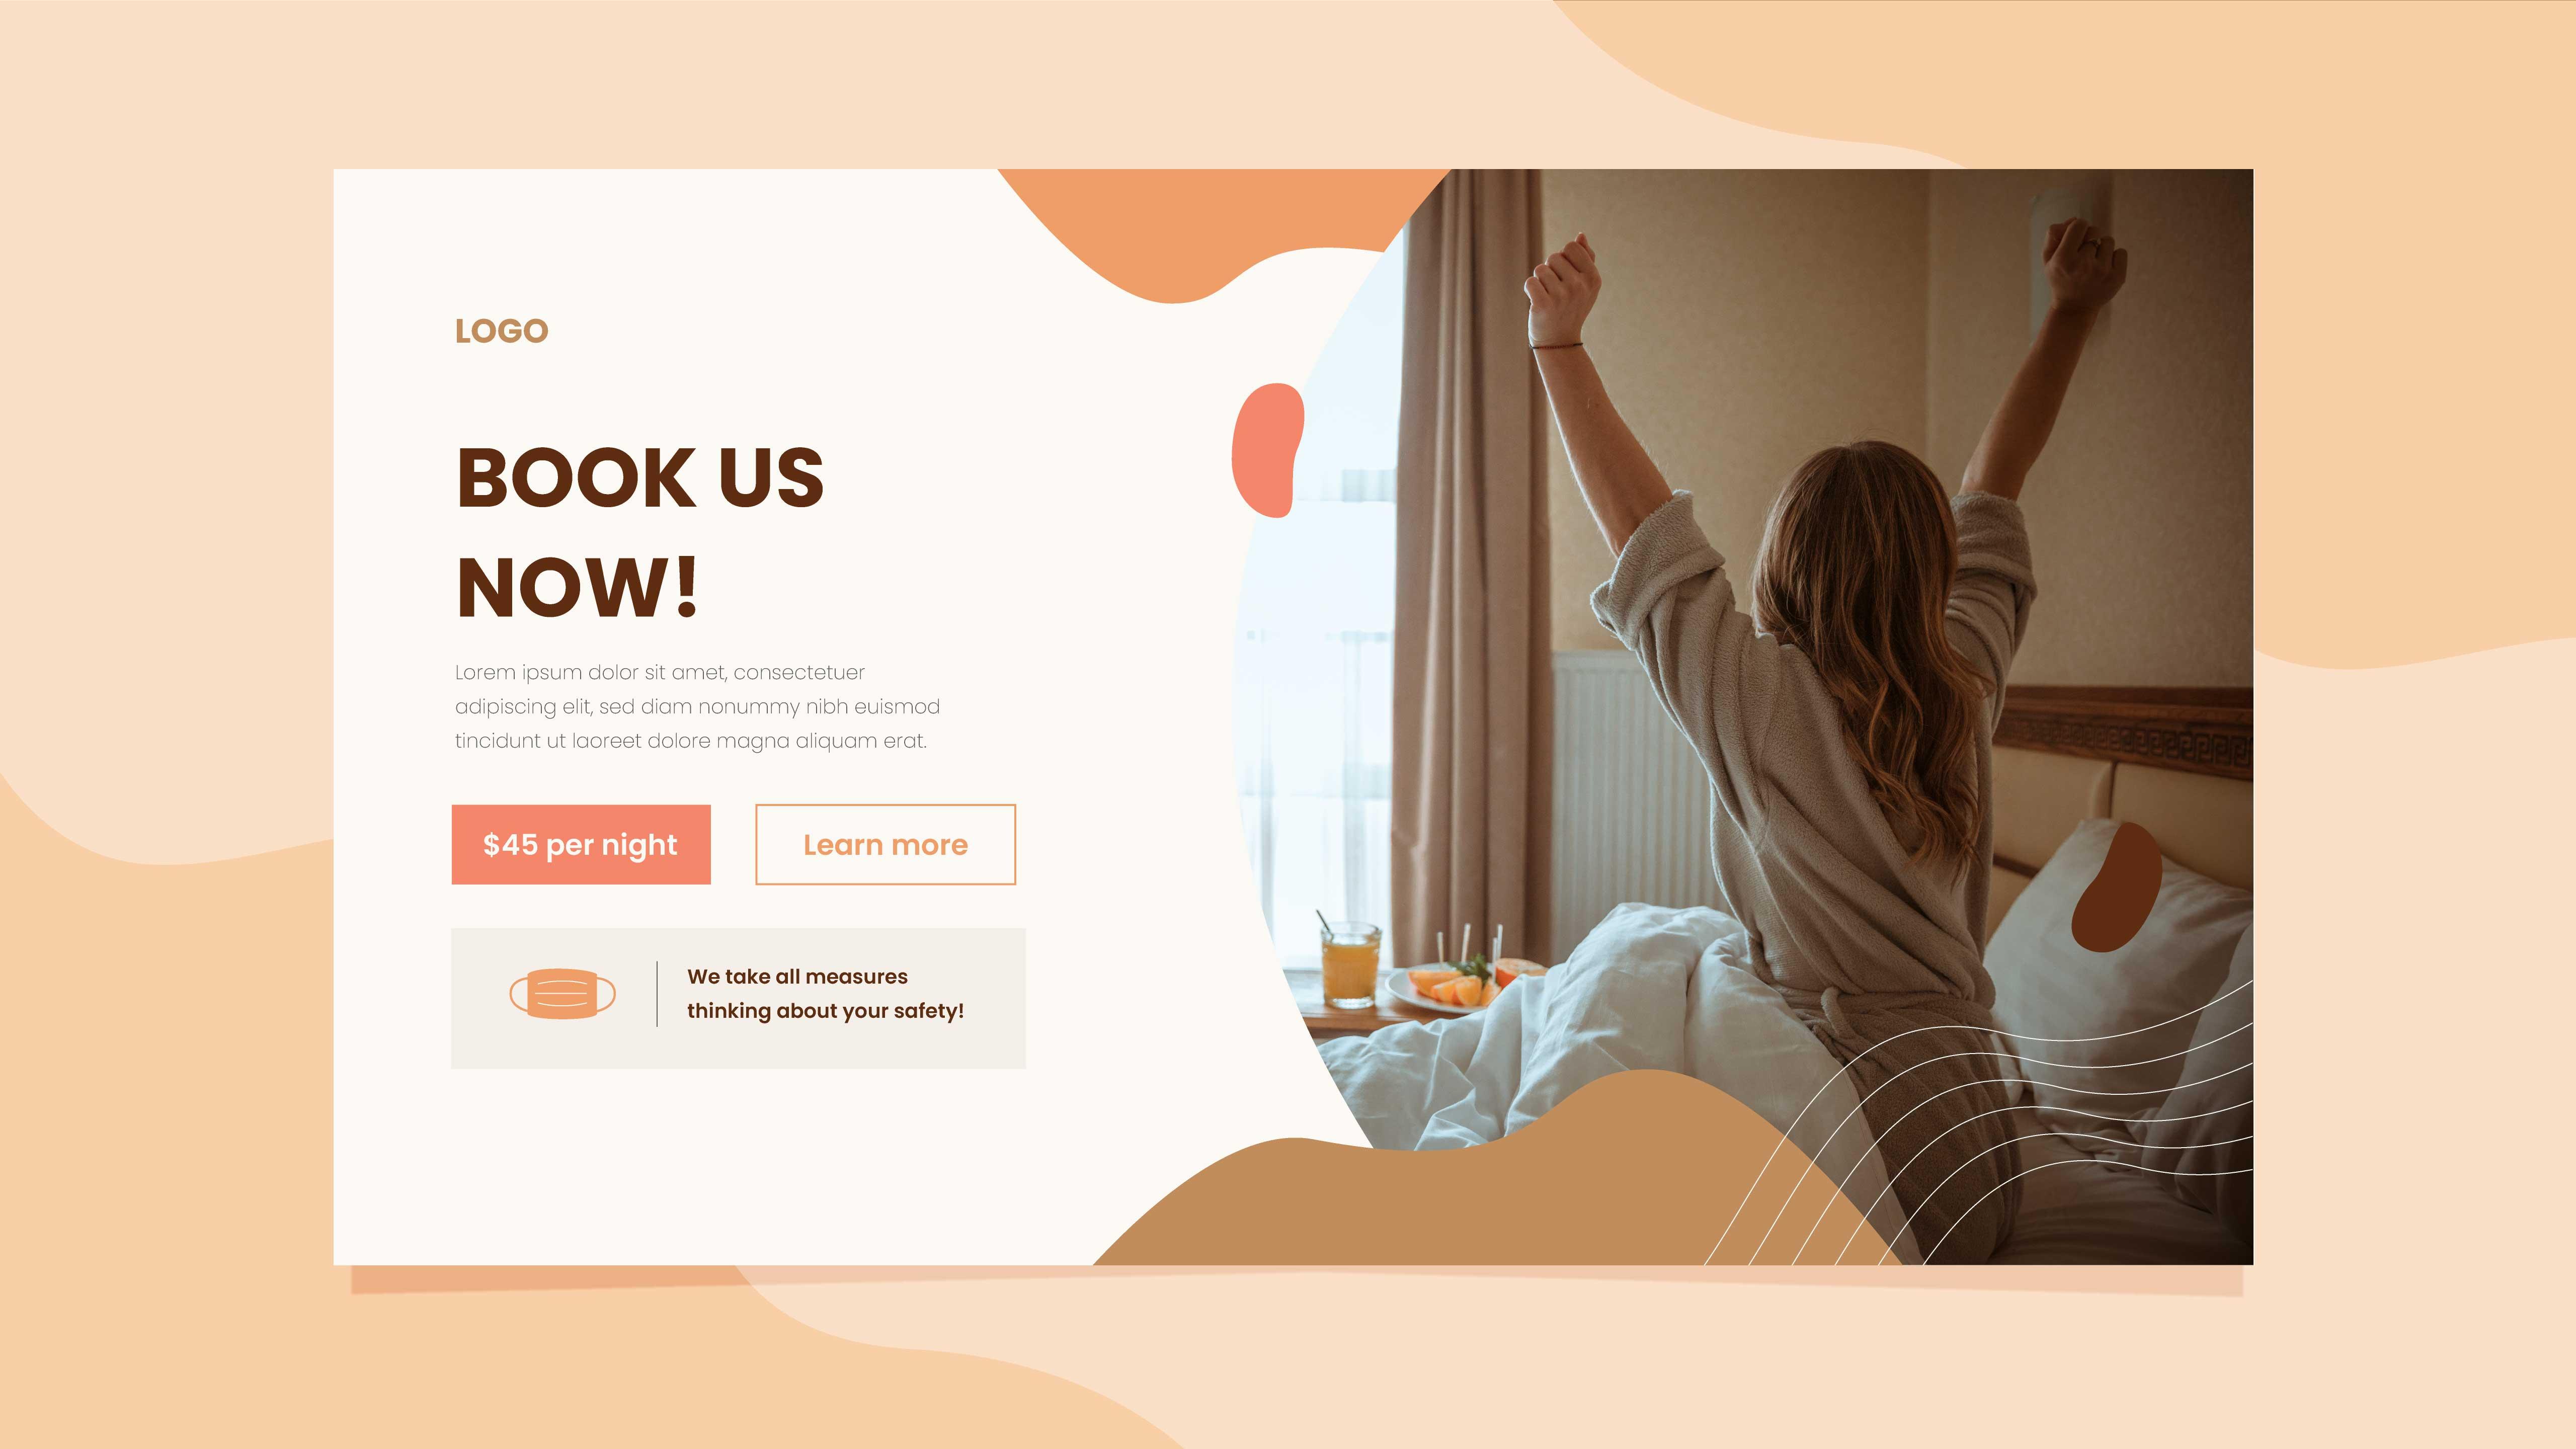 LOGO
BOOK US
NOW!
Lorem ipsum dolor sit amet, consectetuer
adipiscing elit, sed diam nonummy nibh euismod
tincidunt ut laoreet dolore magna aliquam erat.
$45 per night
Learn more
We take all measures
thinking about your safety!